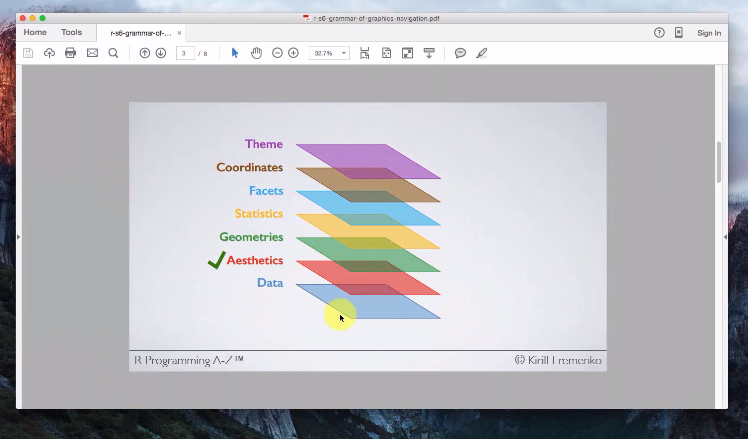 r-s6-grammar-of-graphics-navigation.pdf
Home Tools r-s6-grammar-of-... × Sign In
3 / 8 32.7%
Theme
Coordinates
Facets
Statistics
Geometries
Aesthetics
Data
R Programming A-Z™ © Kirill Eremenko